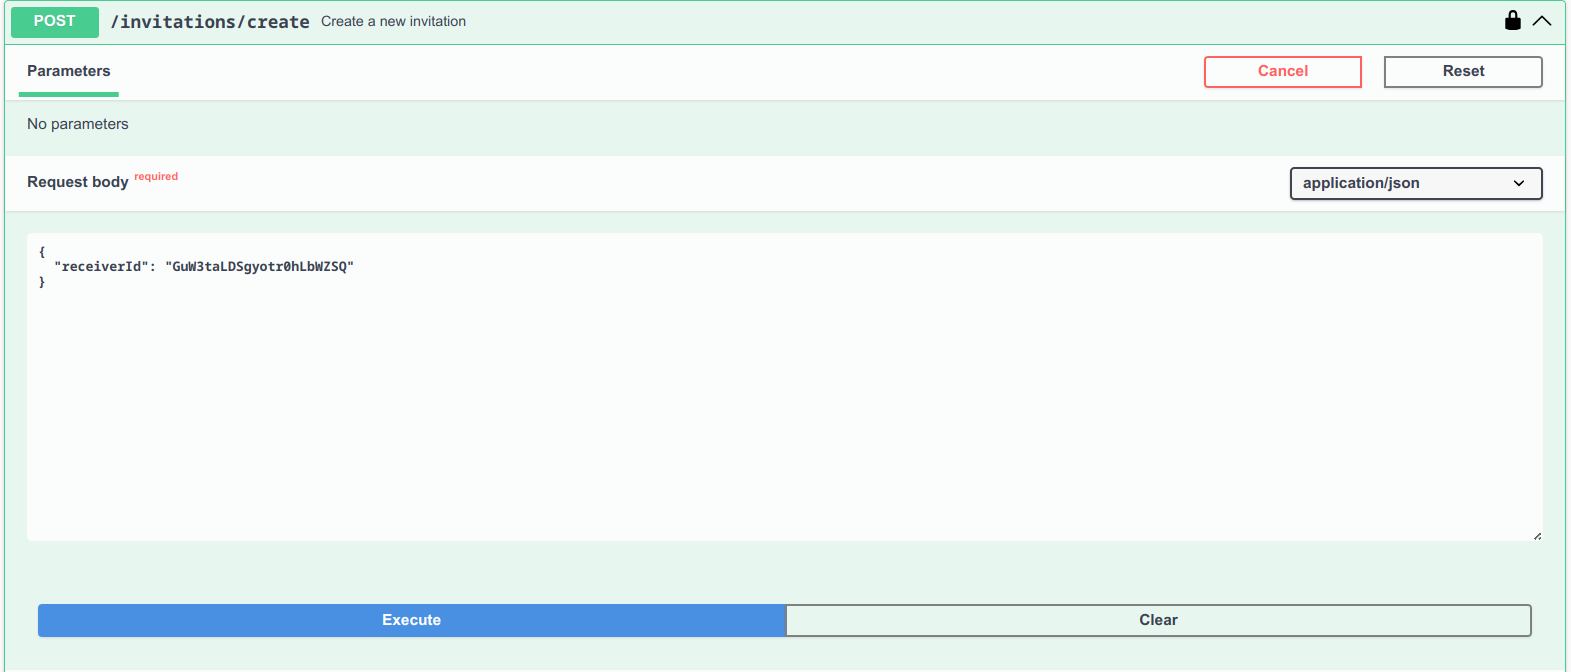 POST /invitations/create Create a new invitation
Parameters
Cancel
Reset
No parameters
Request body required
application/json
{
  "receiverId": "GuW3taLDSgyotr0hLbWZSQ"
}
Execute
Clear